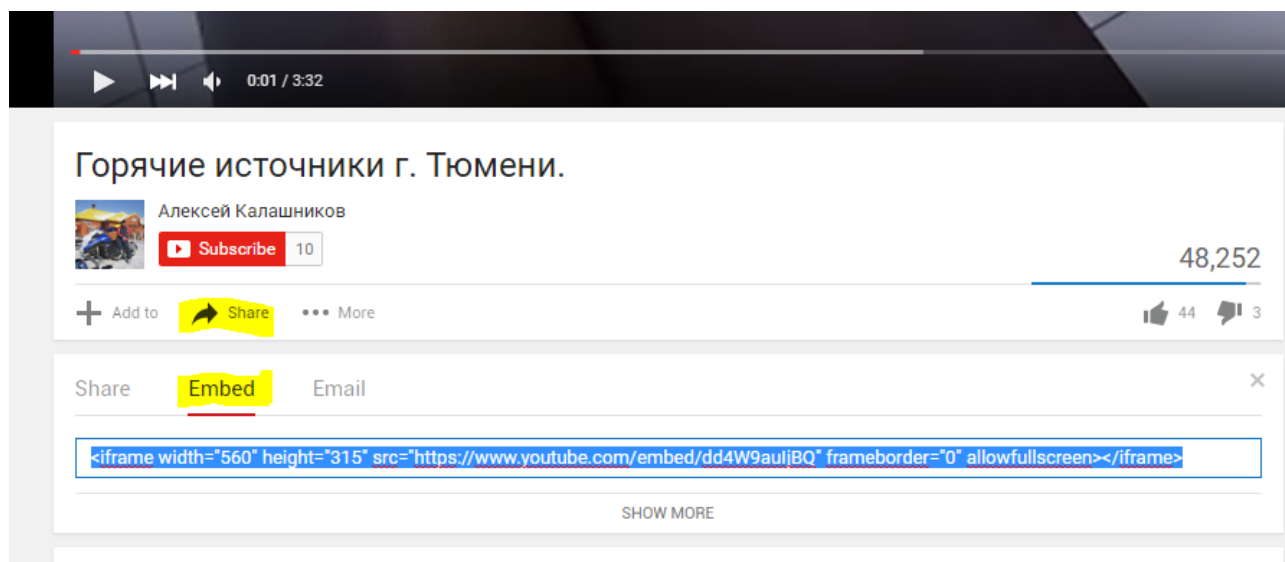 0:01 / 3:32
Горячие источники г. Тюмени.
Алексей Калашников
Subscribe 10
48,252
Add to Share More 44 3
Share Embed Email
<iframe width="560" height="315" src="https://www.youtube.com/embed/dd4W9auIjBQ" frameborder="0" allowfullscreen></iframe>
SHOW MORE